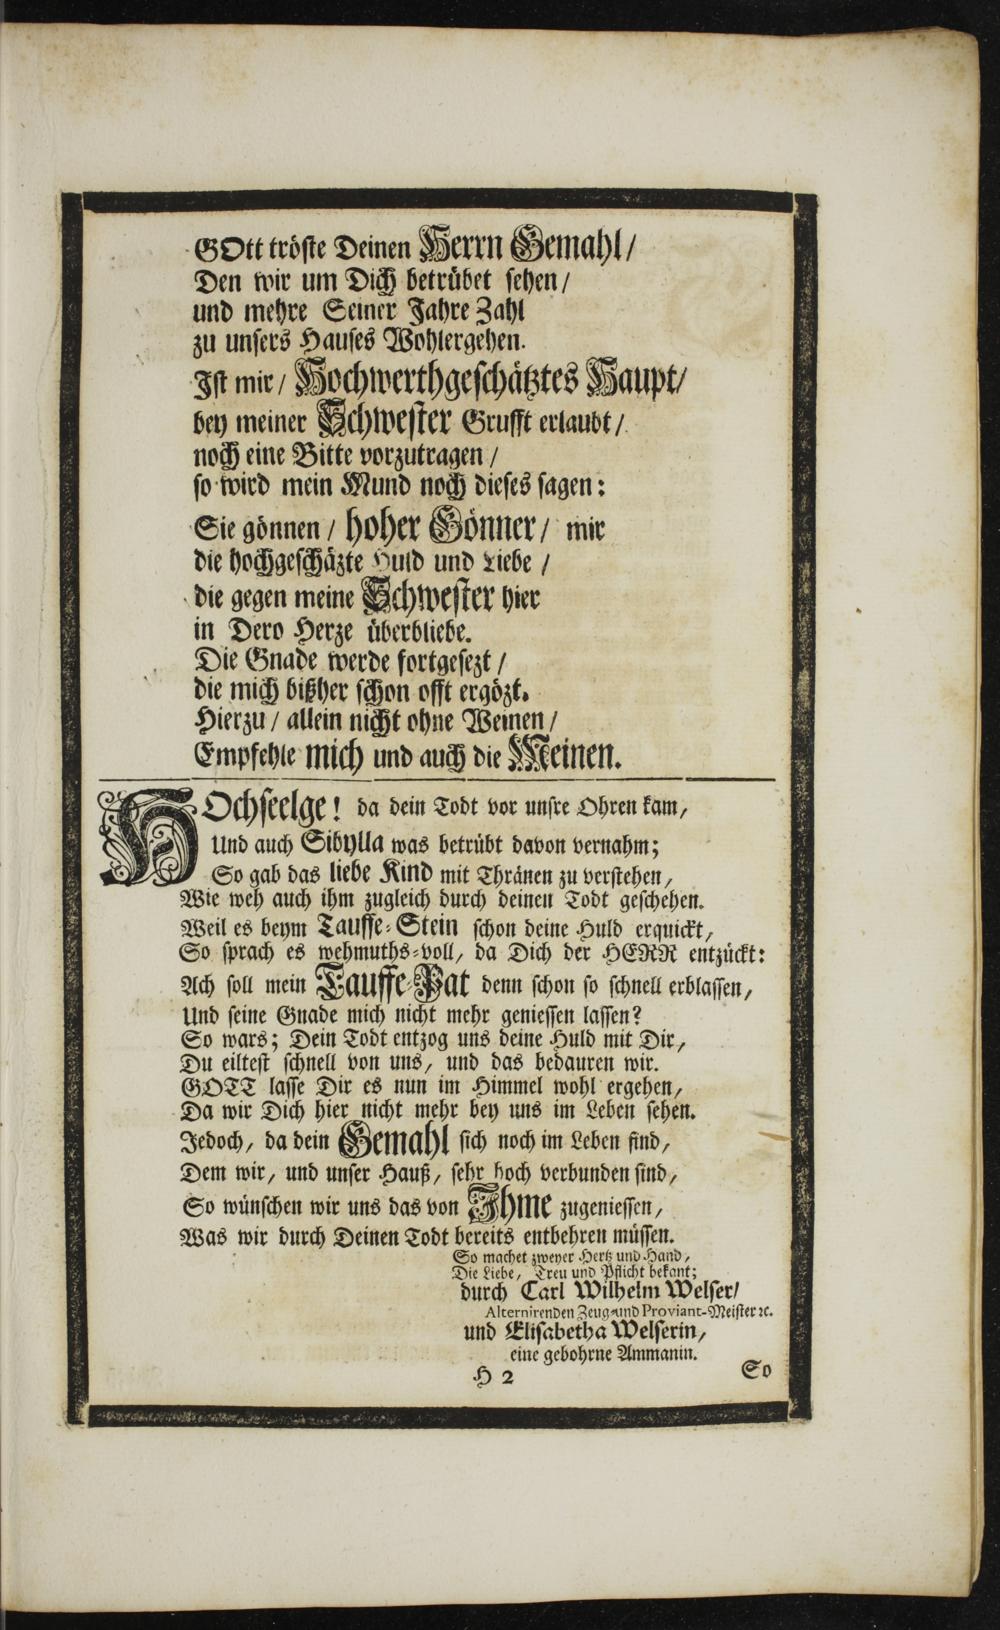 GOtt tröste Deinen Herrn Gemahl/
Den wir um Dich betrübet sehen/
und mehre Seiner Jahre Zahl
zu unsers Hauses Wohlergehen.
Ist mir/ Hochwerthgeschätztes Haupt/
bey meiner Schwester Grufft erlaubt/
noch eine Bitte vorzutragen/
so wird mein Mund noch dieses sagen:
Sie gönnen/ hoher Gönner/ mir
die hochgeschäzte Huld und Liebe/
die gegen meine Schwester hier
in Dero Herze überbliebe.
Die Gnade werde fortgesezt/
die mich bißher schon offt ergözt.
Hierzu/ allein nicht ohne Weinen/
Empfehle mich und auch die Meinen.
HOchseelge! da dein Todt vor unsre Ohren kam,
Und auch Sibylla was betrübt davon vernahm;
So gab das liebe Kind mit Thränen zu verstehen,
Wie weh auch ihm zugleich durch deinen Todt geschehen.
Weil es beym Tauffe-Stein schon deine Huld erquickt,
So sprach es wehmuths-voll, da Dich der HERR entzückt:
Ach soll mein Tauffe-Pat denn schon so schnell erblassen,
Und seine Gnade mich nicht mehr geniessen lassen?
So wars; Dein Todt entzog uns deine Huld mit Dir,
Du eiltest schnell von uns, und das bedauren wir.
GOTT lasse Dir es nun im Himmel wohl ergehen,
Da wir Dich hier nicht mehr bey uns im Leben sehen.
Jedoch, da dein Gemahl sich noch im Leben find,
Dem wir, und unser Hauß, sehr hoch verbunden sind,
So wünschen wir uns das von Ihme zugeniessen,
Was wir durch Deinen Todt bereits entbehren müssen.
So machet zweyer Hertz und Hand,
Die Liebe, Treu und Pflicht bekant;
durch Carl Wilhelm Welser/
Alternirenden Zeug-und Proviant-Meister ꝛc.
und Elisabetha Welserin,
eine gebohrne Ammanin.
H 2
So